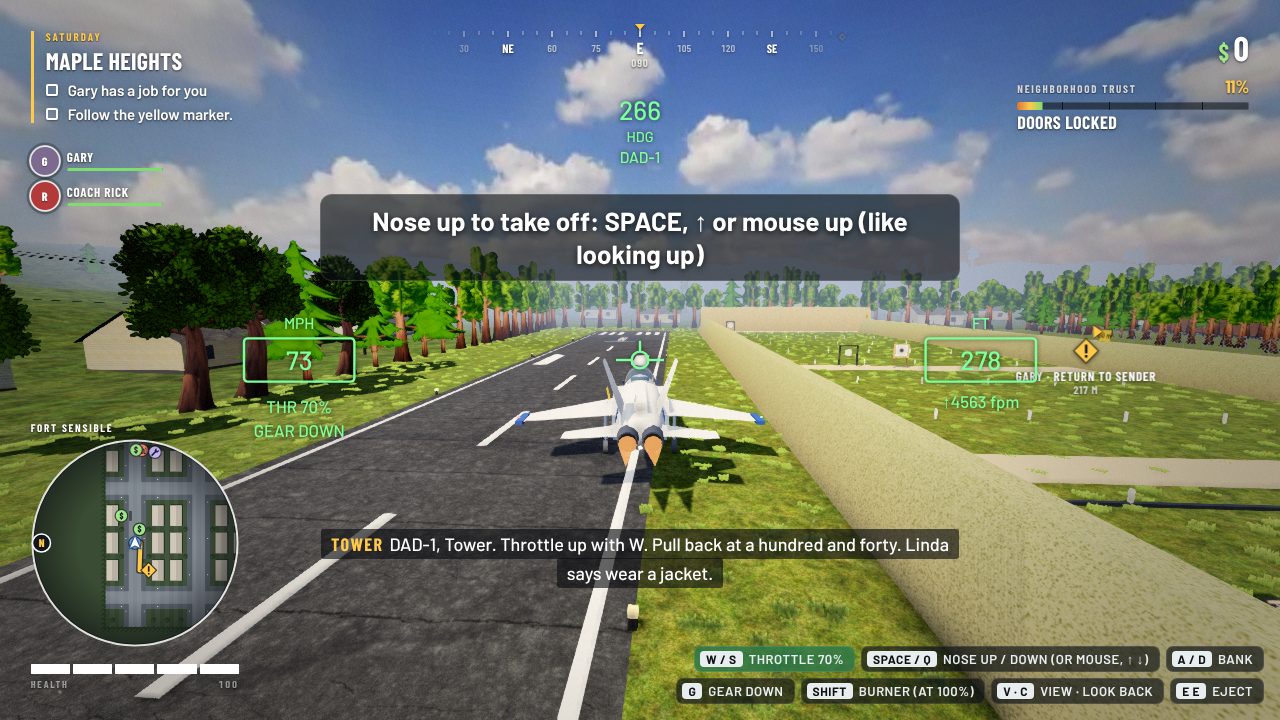 SATURDAY
MAPLE HEIGHTS
Gary has a job for you
Follow the yellow marker.
G GARY
R COACH RICK
30 NE 60 75 E 105 120 SE 150
090
266
HDG
DAD-1
$0
NEIGHBORHOOD TRUST 11%
DOORS LOCKED
Nose up to take off: SPACE, ↑ or mouse up (like
looking up)
MPH
73
THR 70%
GEAR DOWN
FT
278
↑4563 fpm
GARY · RETURN TO SENDER
217 M
FORT SENSIBLE
N
$ $ $
HEALTH 100
TOWER DAD-1, Tower. Throttle up with W. Pull back at a hundred and forty. Linda
says wear a jacket.
W / S THROTTLE 70% SPACE / Q NOSE UP / DOWN (OR MOUSE, ↑ ↓) A / D BANK
G GEAR DOWN SHIFT BURNER (AT 100%) V · C VIEW · LOOK BACK E E EJECT